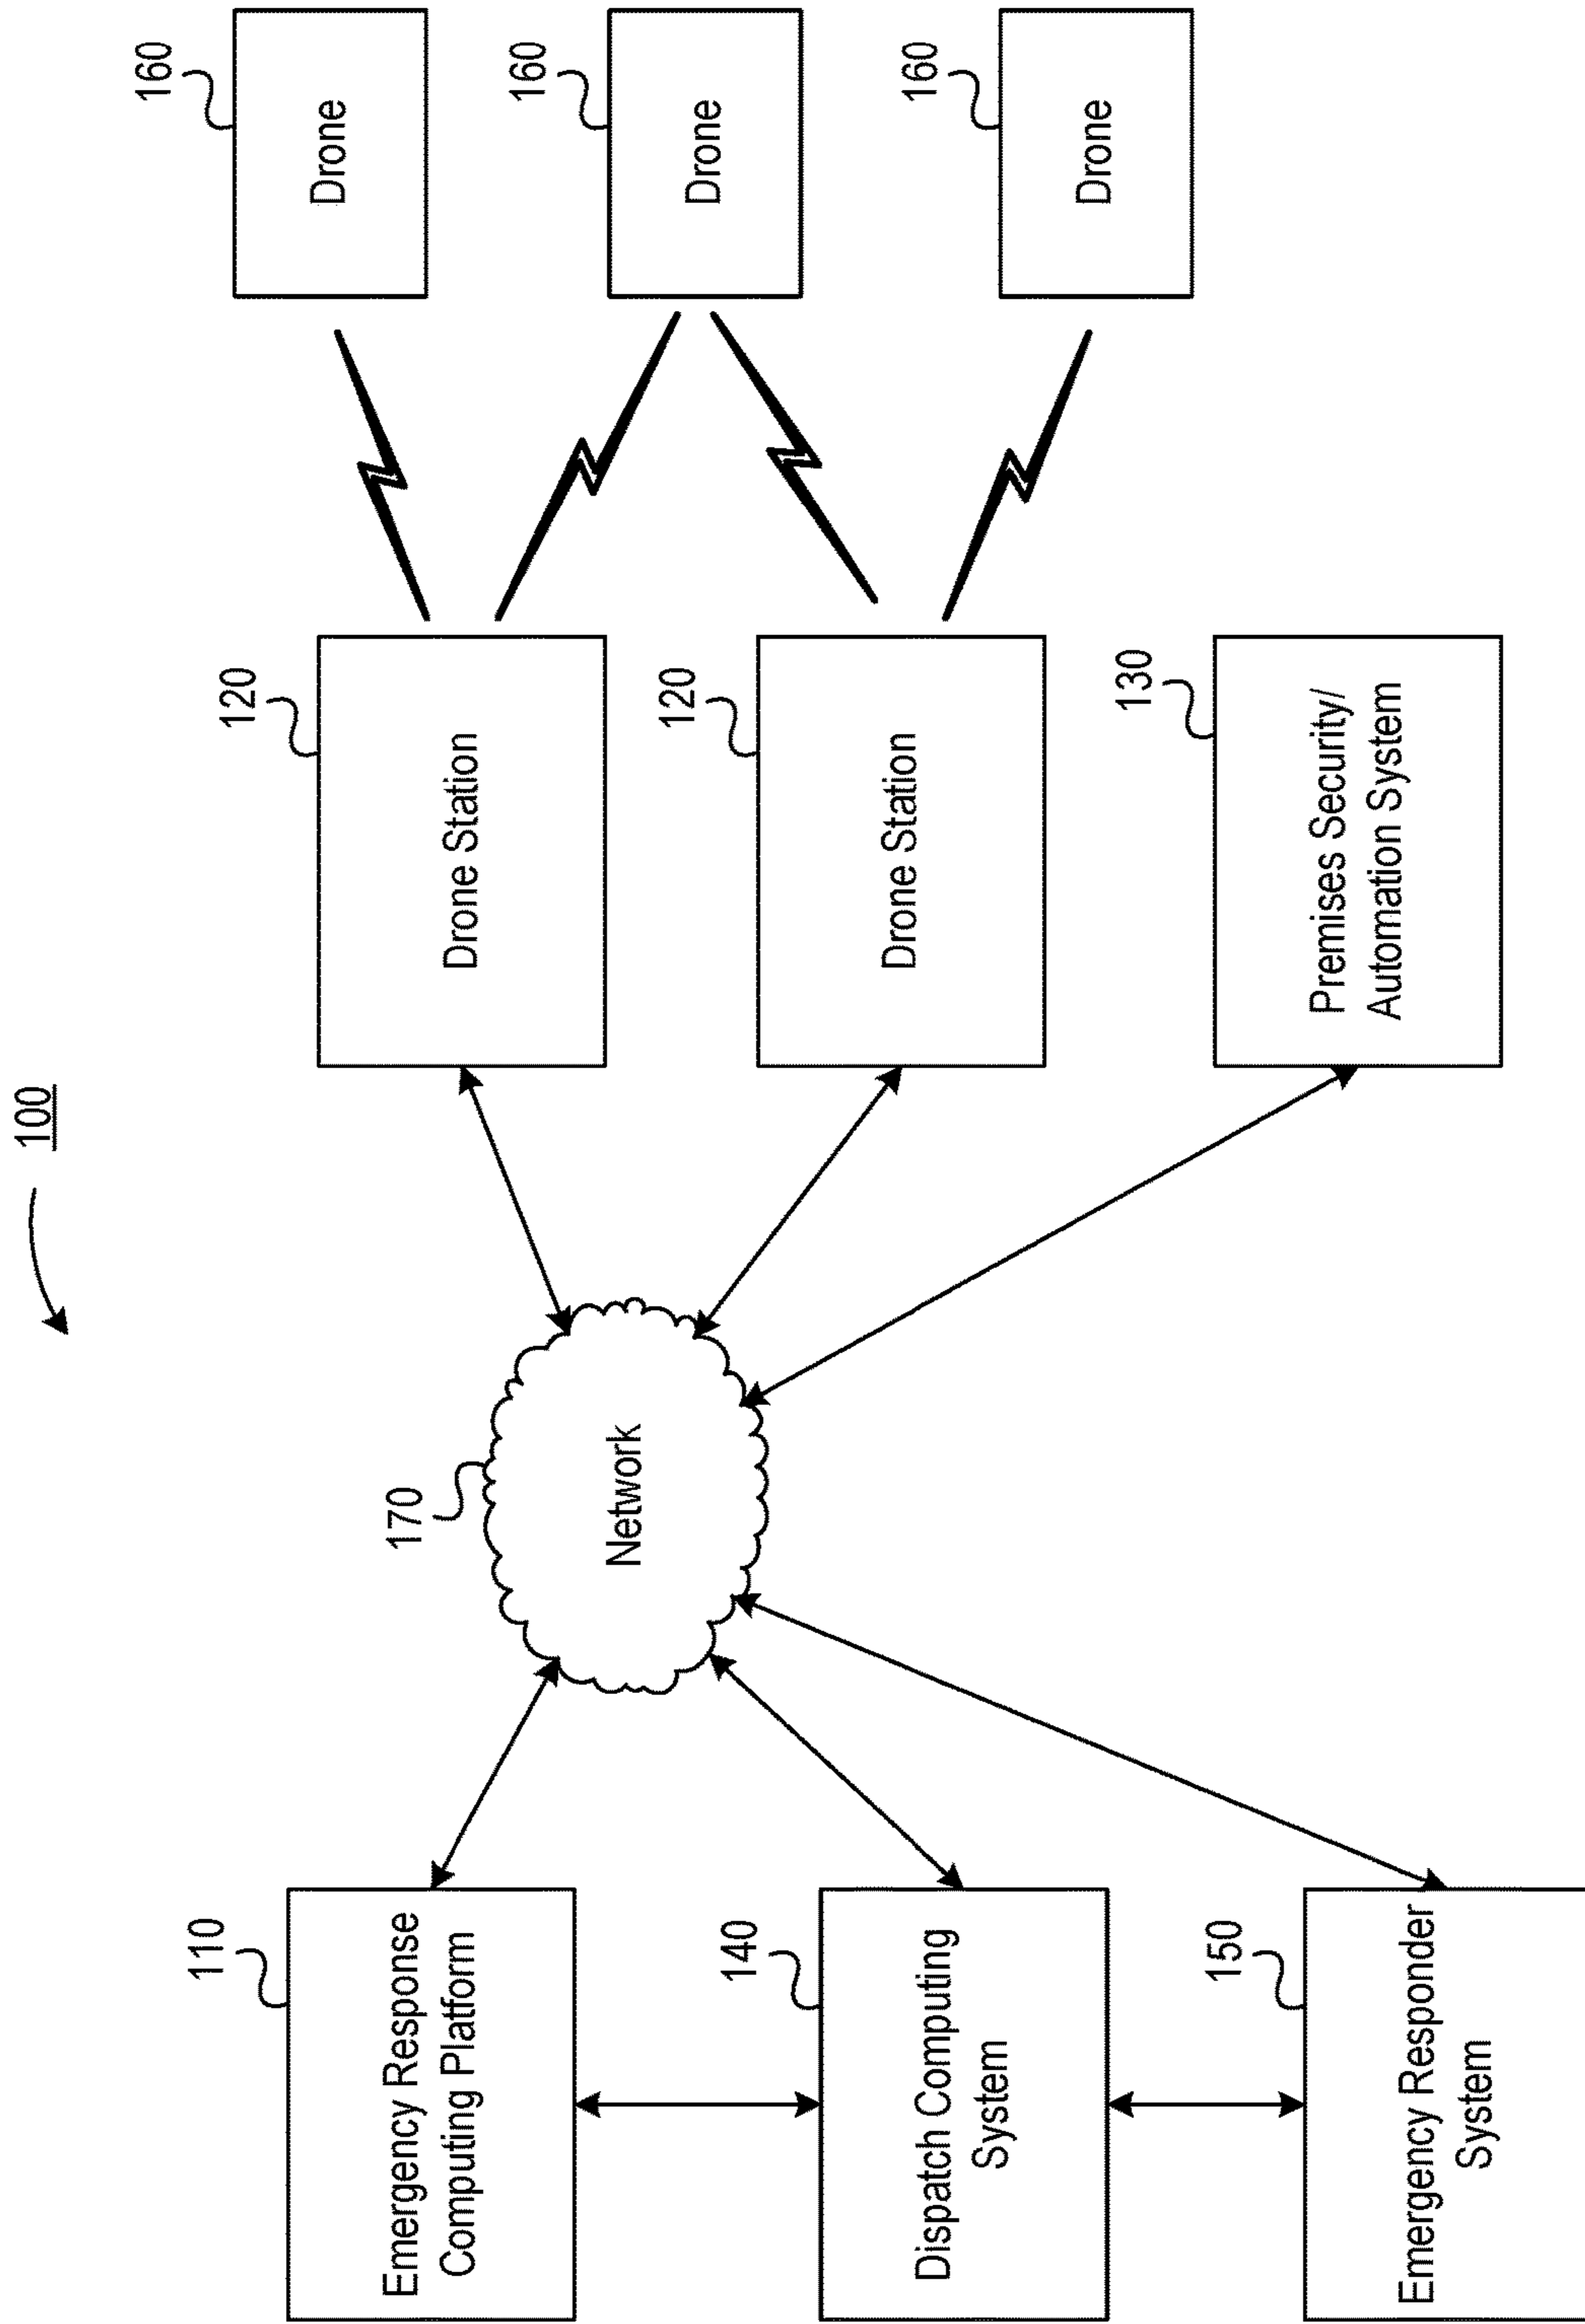 100
110
Emergency Response
Computing Platform
140
Dispatch Computing
System
150
Emergency Responder
System
170
Network
120
Drone Station
120
Drone Station
130
Premises Security/
Automation System
160
Drone
160
Drone
160
Drone